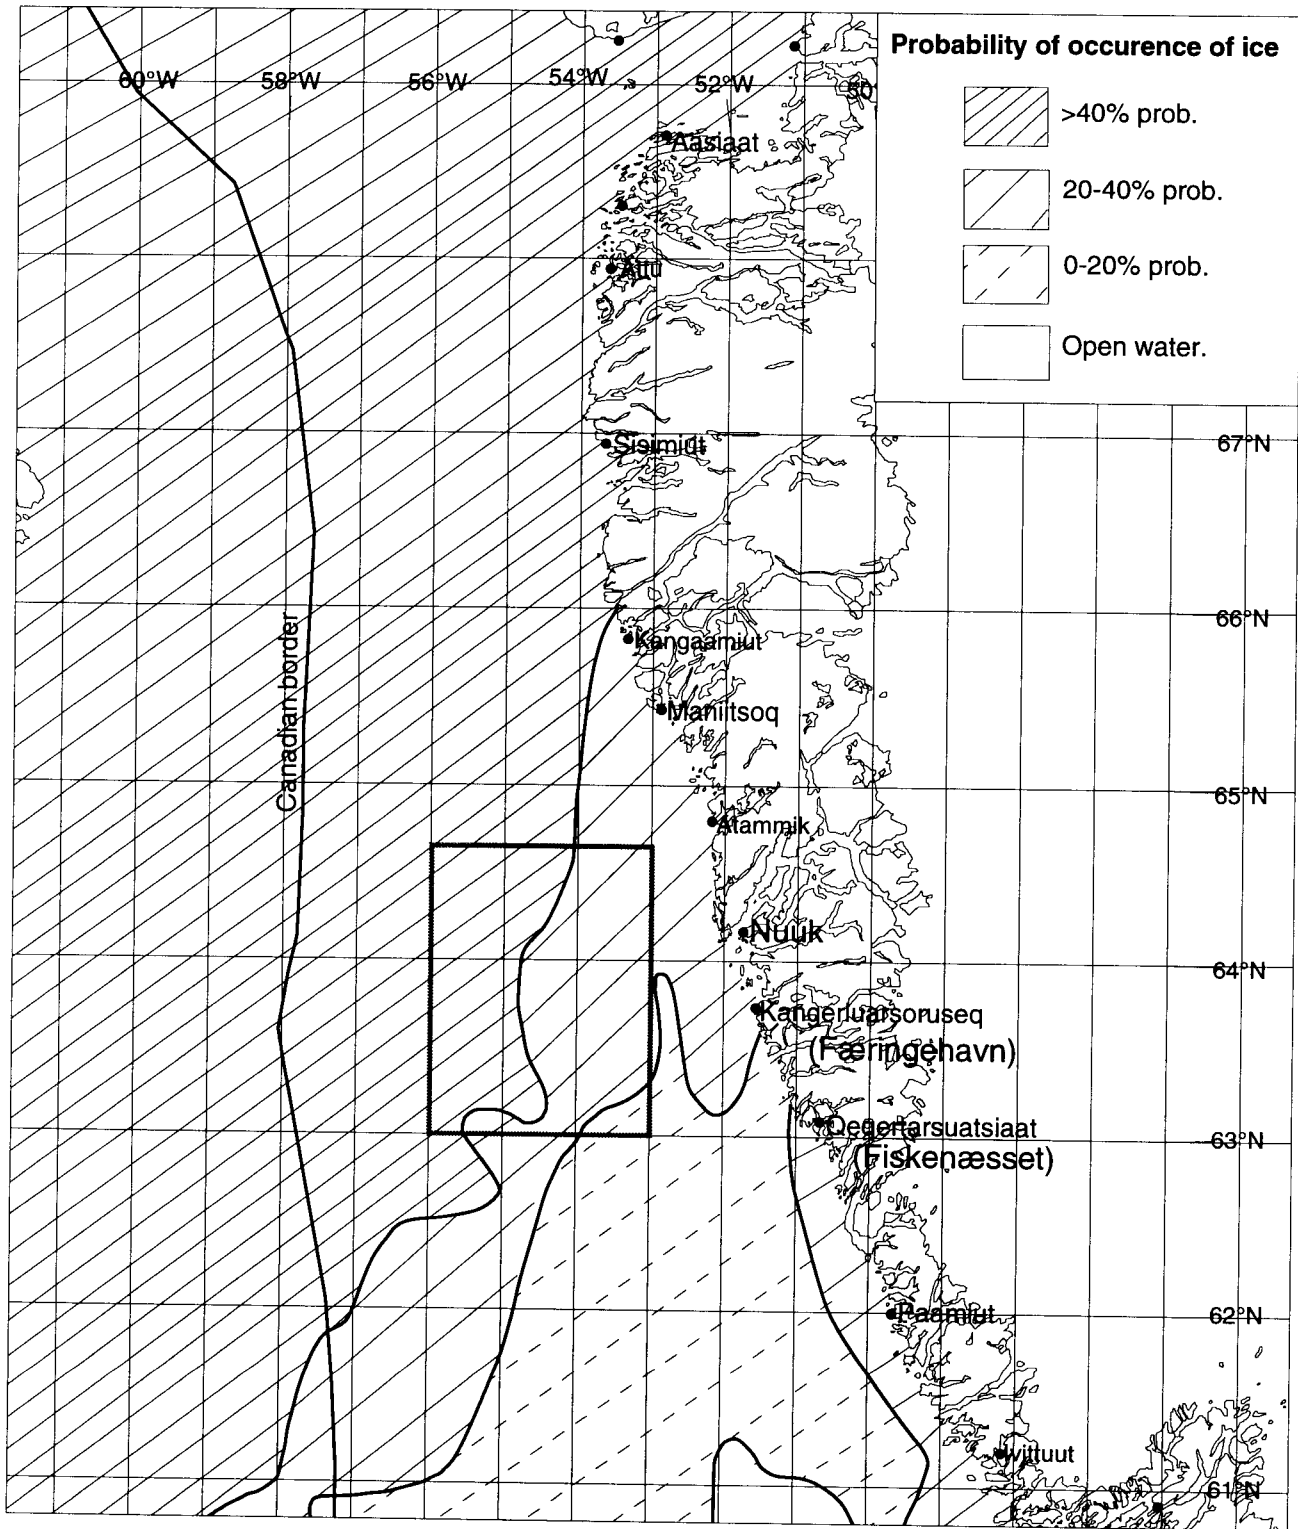 Probability of occurence of ice
>40% prob.
20-40% prob.
0-20% prob.
Open water.
60°W
58°W
56°W
54°W
52°W
50°
Aasiaat
Attu
Sisimiut
67°N
66°N
Kangaamiut
Canadian border
Maniitsoq
65°N
Atammik
Nuuk
64°N
Kangerluarsoruseq
(Færingehavn)
Qeqertarsuatsiaat
63°N
(Fiskenæsset)
Paamiut
62°N
Ivittuut
61°N